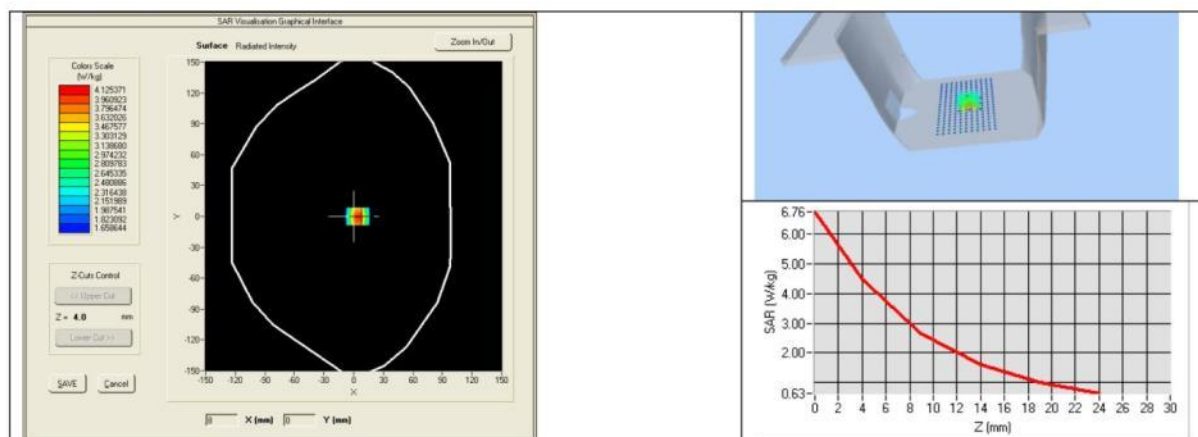 SAR Visualisation Graphical Interface
Surface Radiated Intensity
Zoom In/Out
Colors Scale
(W/kg)
4.125371
3.960923
3.796474
3.632026
3.467577
3.303129
3.138680
2.974232
2.809783
2.645335
2.480886
2.316438
2.151989
1.987541
1.823092
1.658644
Z-Cuts Control
<< Upper Cut
Z = 4.0 mm
Lower Cut >>
SAVE Cancel
150
120
90
60
30
0
-30
-60
-90
-120
-150
Y
-150 -120 -90 -60 -30 0 30 60 90 120 150
X
8 X (mm) 0 Y (mm)
6.76
6.00
5.00
4.00
3.00
2.00
0.63
SAR (W/kg)
0 2 4 6 8 10 12 14 16 18 20 22 24 26 28 30
Z (mm)